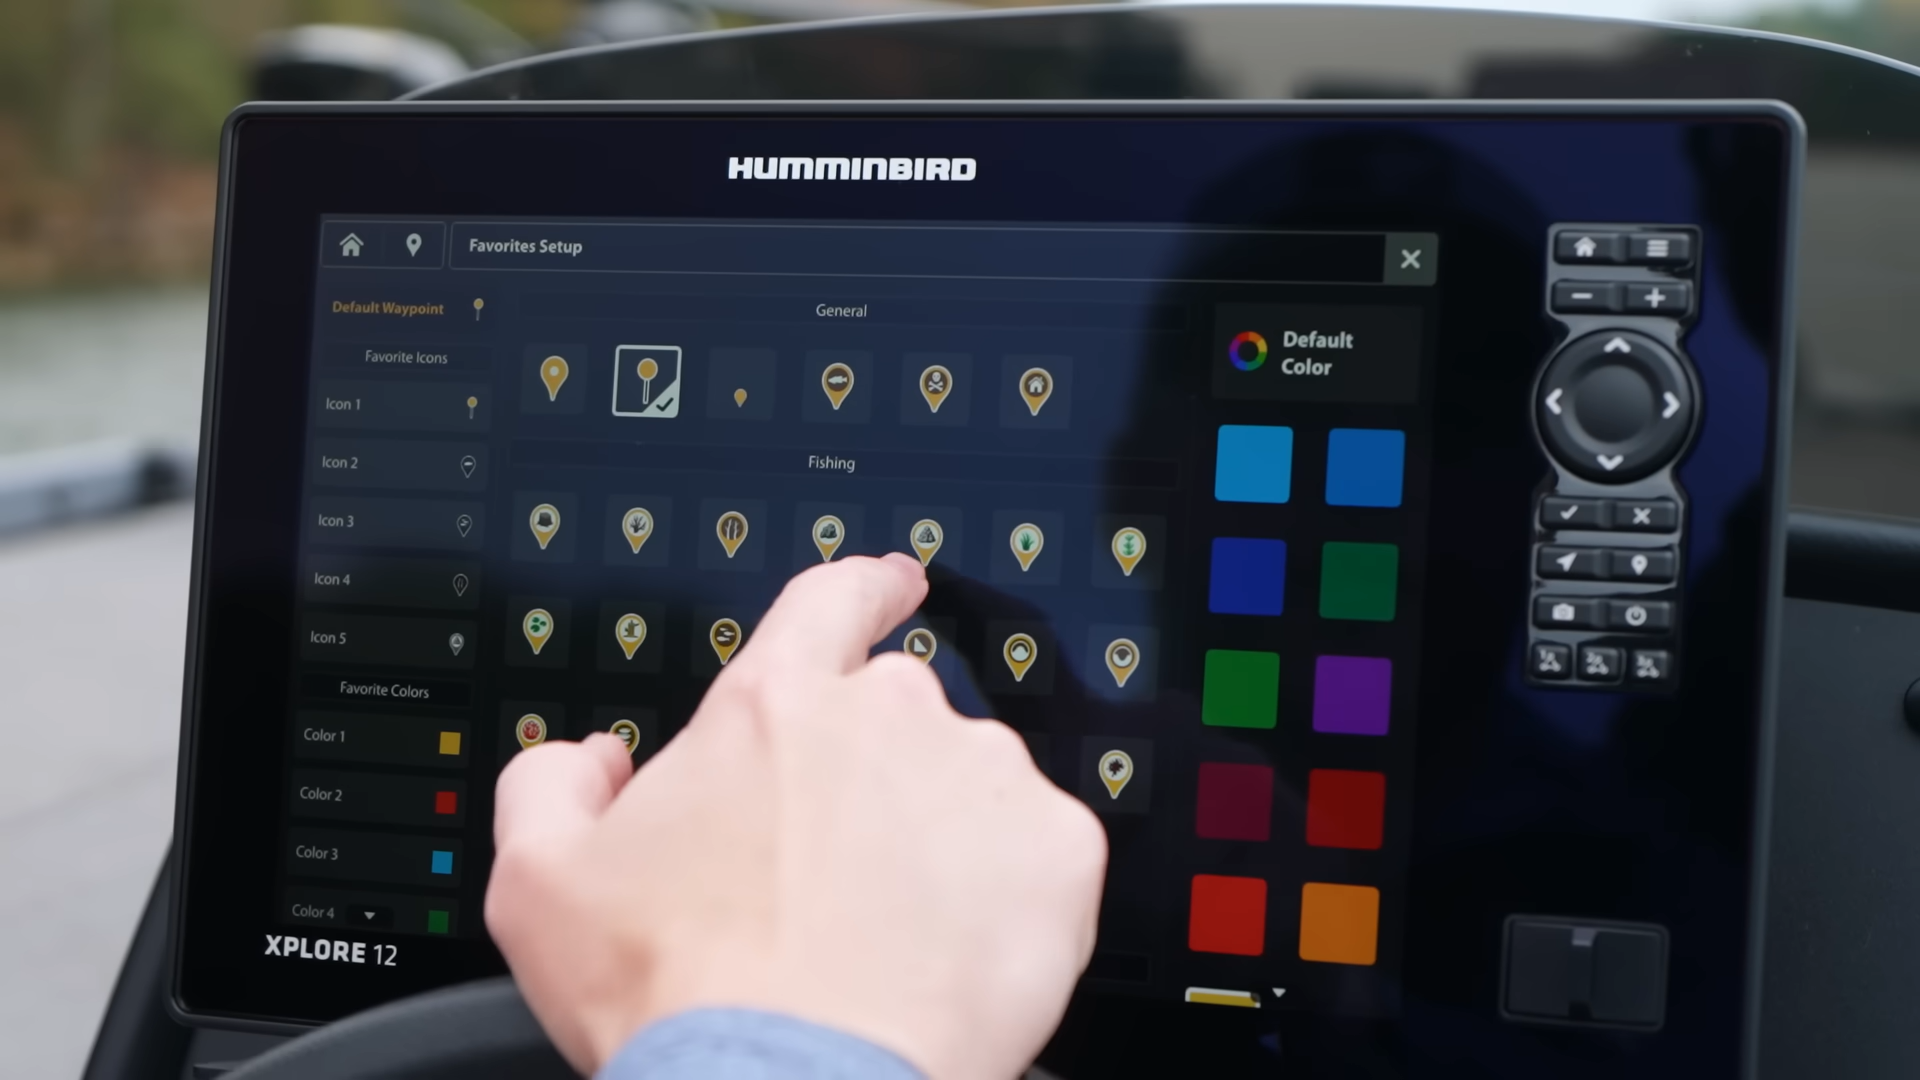 HUMMINBIRD
Favorites Setup
Default Waypoint
General
Favorite Icons
Default
Color
Icon 1
Icon 2
Fishing
Icon 3
Icon 4
Icon 5
Favorite Colors
Color 1
Color 2
Color 3
Color 4
XPLORE 12